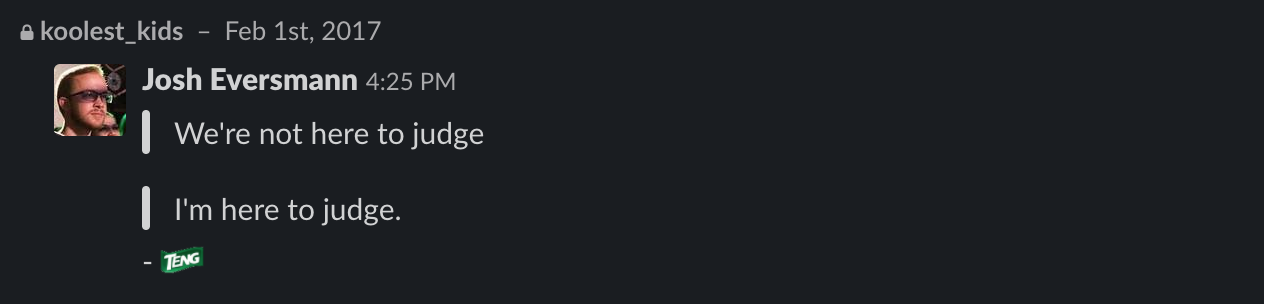 koolest_kids – Feb 1st, 2017
Josh Eversmann 4:25 PM
We're not here to judge
I'm here to judge.
- TENG